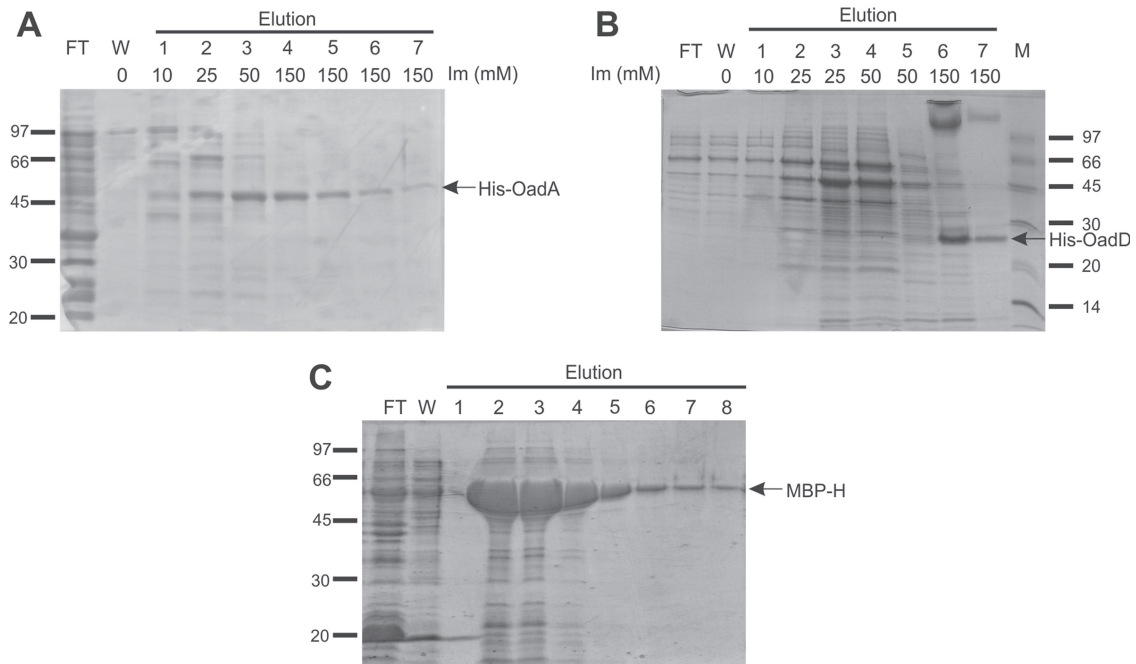 A
Elution
FT W 1 2 3 4 5 6 7
0 10 25 50 150 150 150 150 Im (mM)
97
66
45
30
20
His-OadA
B
Elution
FT W 1 2 3 4 5 6 7 M
Im (mM) 0 10 25 25 50 50 150 150
97
66
45
30
His-OadD
20
14
C
Elution
FT W 1 2 3 4 5 6 7 8
97
66
MBP-H
45
30
20